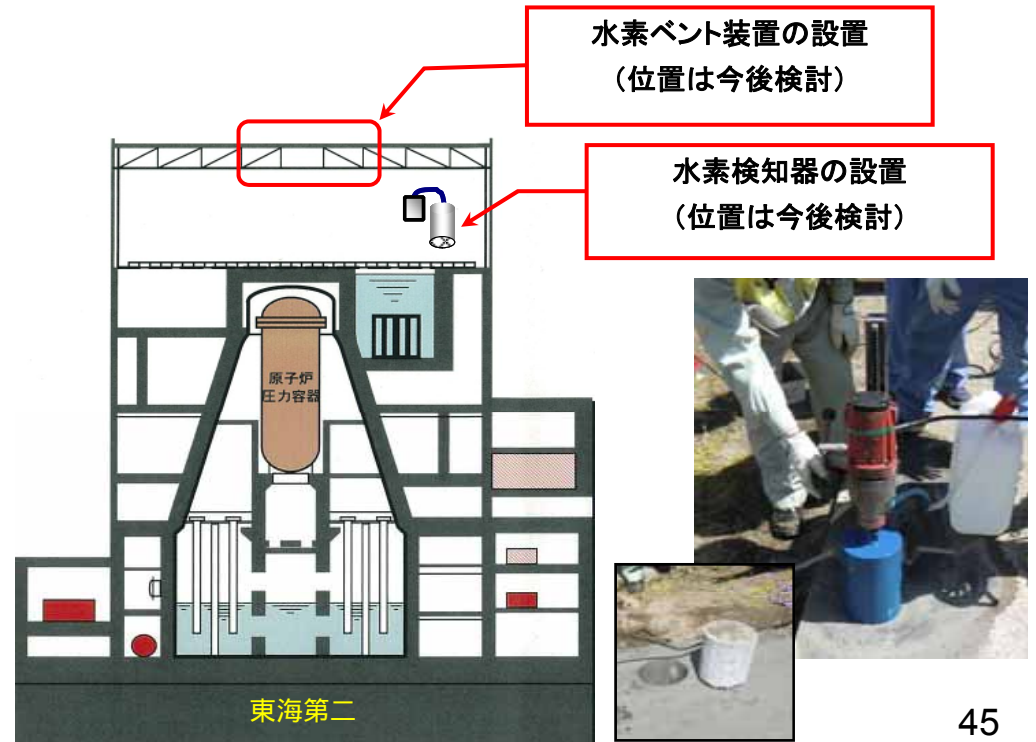 水素ベント装置の設置
(位置は今後検討)
水素検知器の設置
(位置は今後検討)
原子炉
圧力容器
東海第二
45